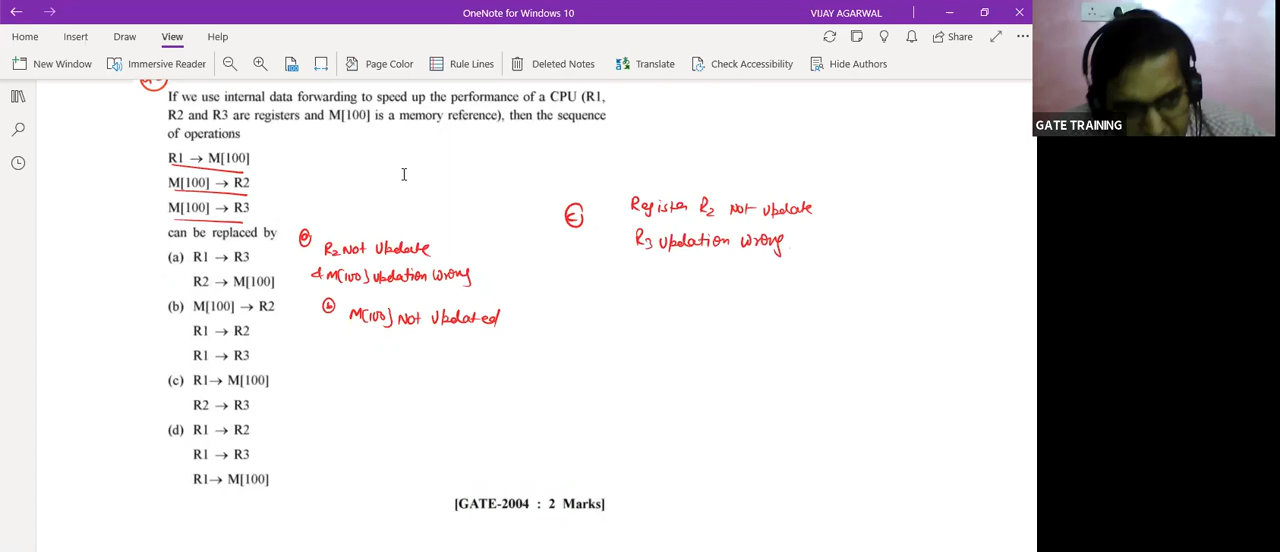 OneNote for Windows 10
VIJAY AGARWAL
Home Insert Draw View Help
Share
New Window Immersive Reader Page Color Rule Lines Deleted Notes Translate Check Accessibility Hide Authors
If we use internal data forwarding to speed up the performance of a CPU (R1,
R2 and R3 are registers and M[100] is a memory reference), then the sequence
of operations
R1 → M[100]
M[100] → R2
M[100] → R3
can be replaced by
(a) R1 → R3
R2 → M[100]
(b) M[100] → R2
R1 → R2
R1 → R3
(c) R1→ M[100]
R2 → R3
(d) R1 → R2
R1 → R3
R1→ M[100]
[GATE-2004 : 2 Marks]
(a) R2 Not Update
& M[100] updation wrong
(b) M[100] Not Updated
(c) Register R2 Not update
R3 updation wrong.
GATE TRAINING